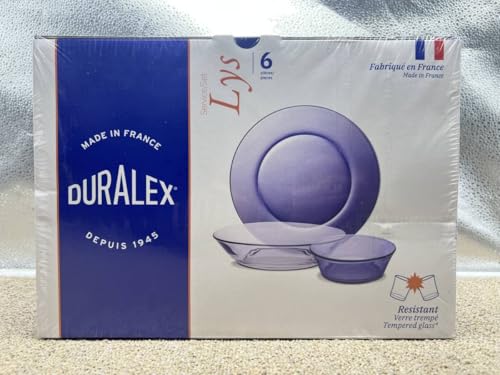 MADE IN FRANCE
DURALEX®
DEPUIS 1945
Service/Set
Lys
6
pièces/
pieces
Fabriqué en France
Made in France
Resistant
Verre trempé
Tempered glass*